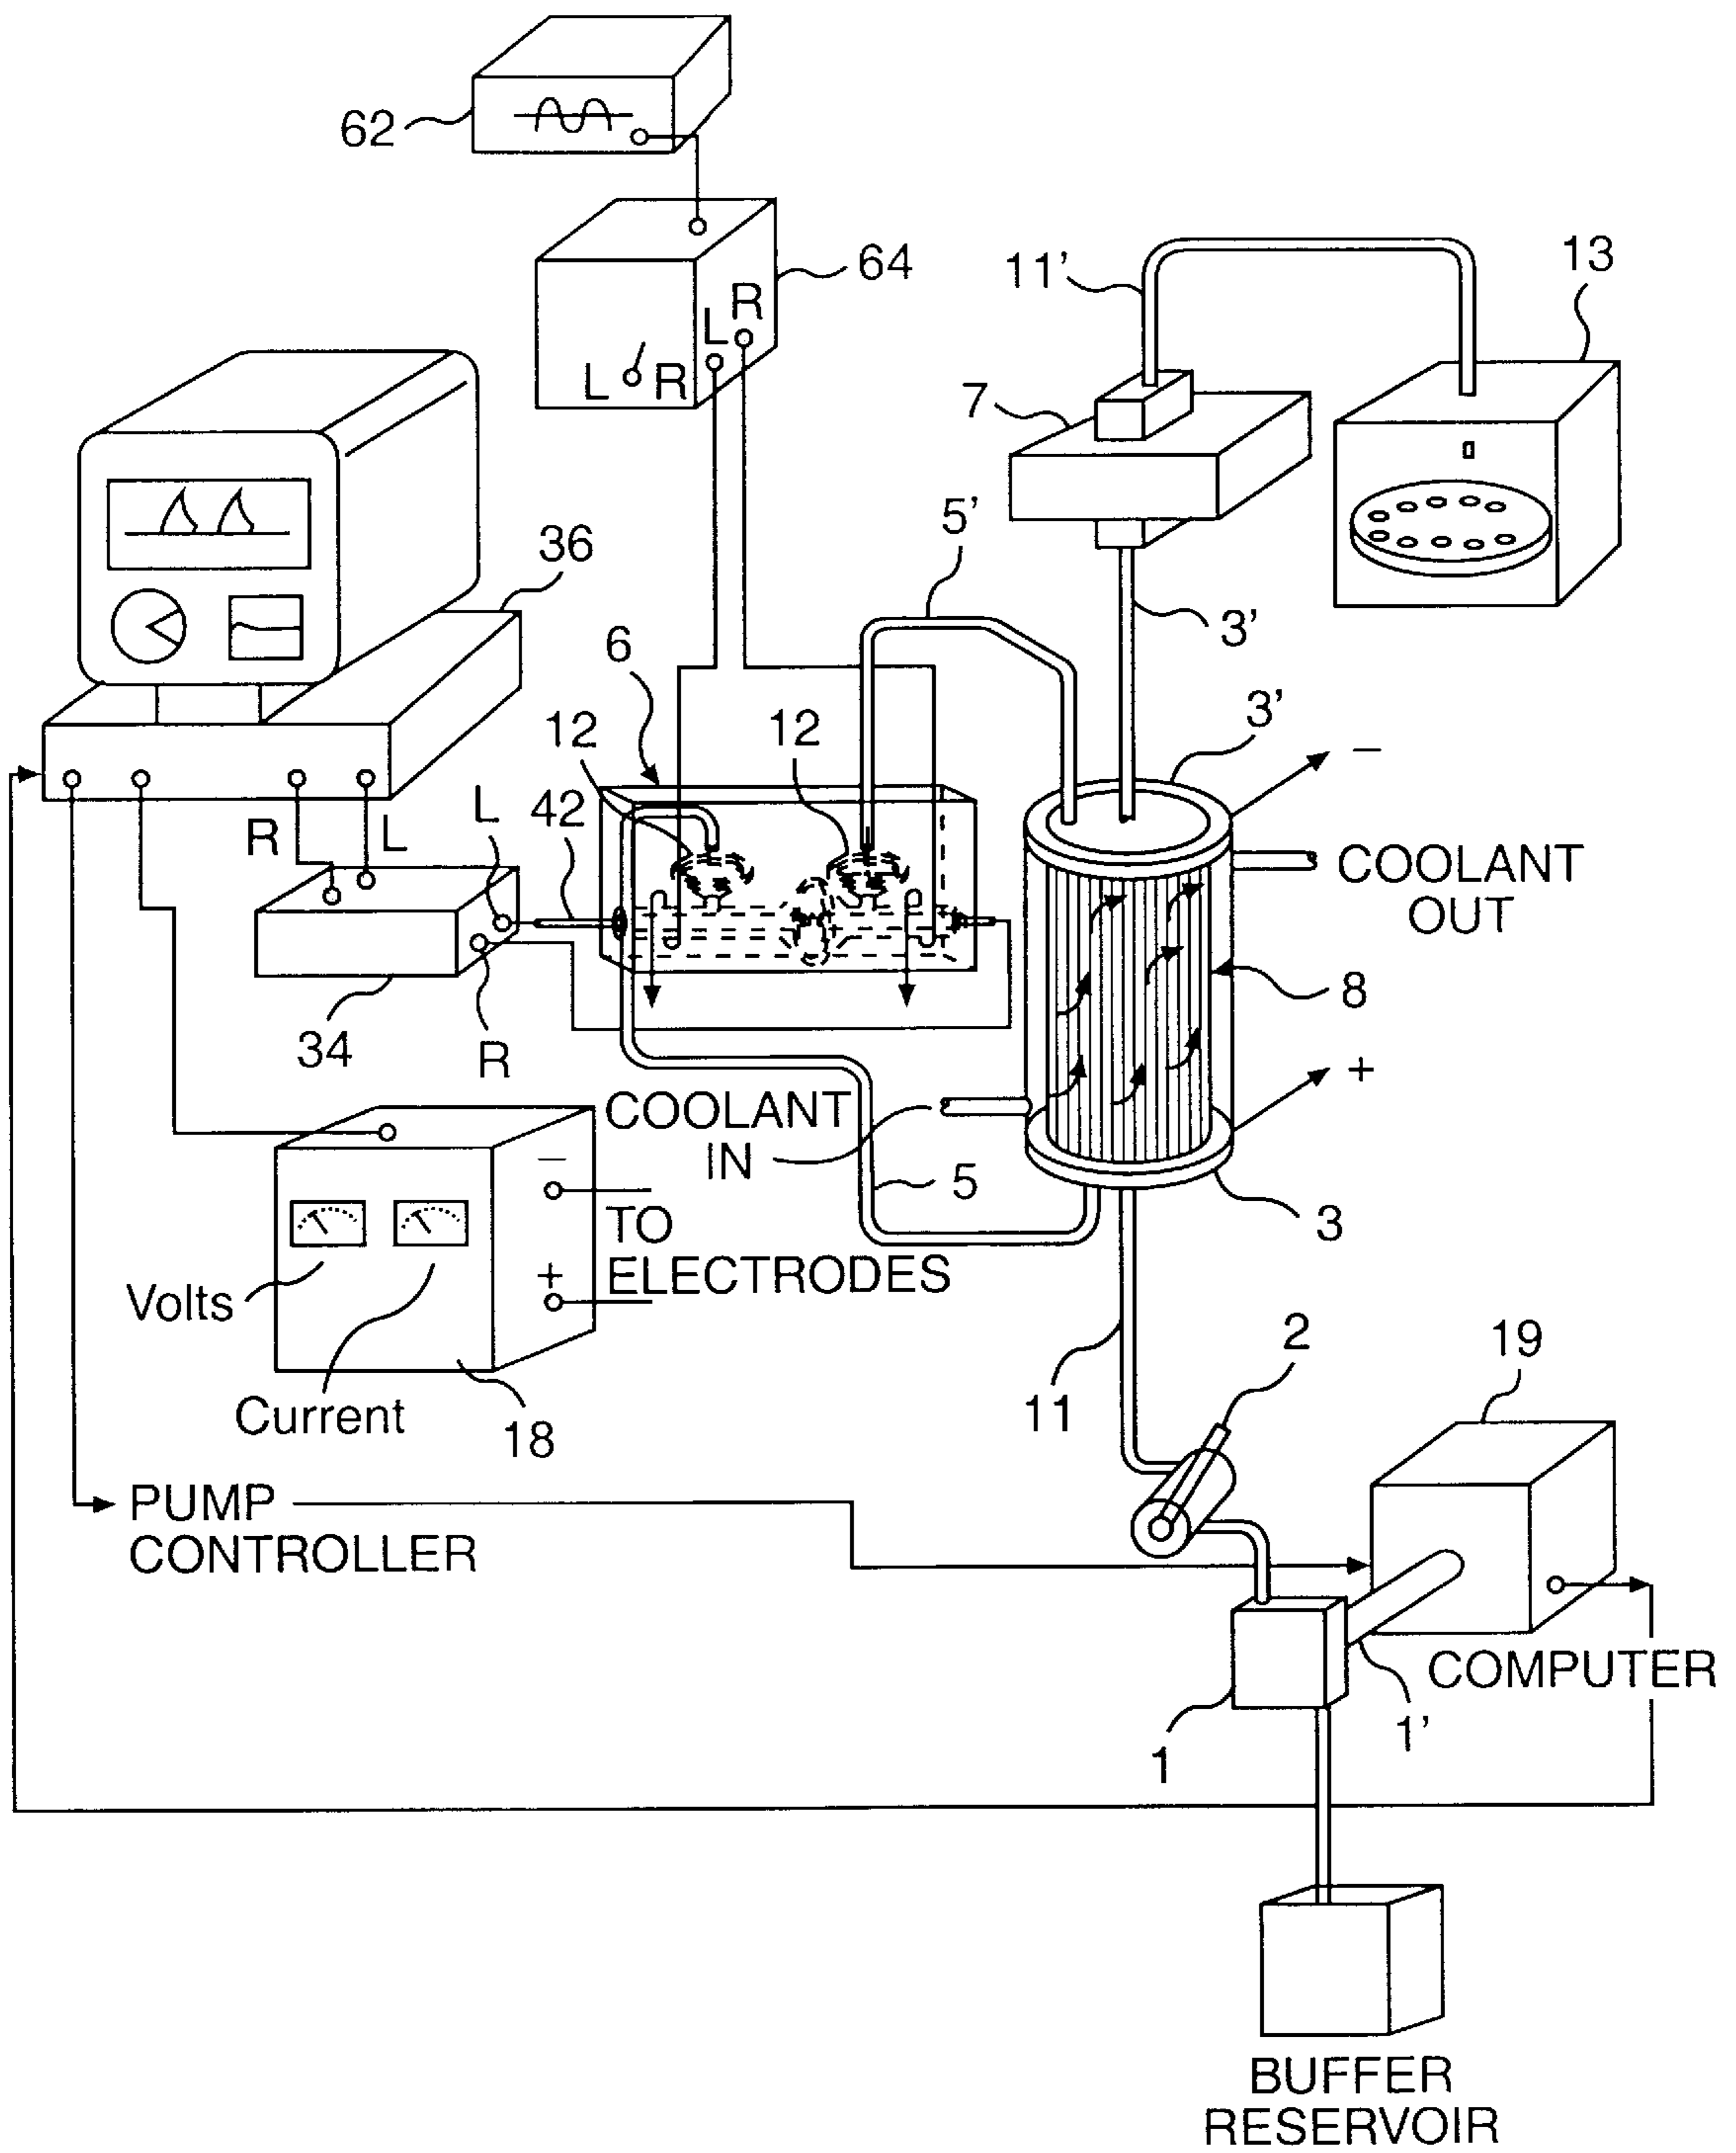 62
64
R
L
L
R
11’
13
7
5’
3’
36
6
12
12
3’
−
42
L
R
L
COOLANT
OUT
8
34
R
COOLANT
IN
+
5
3
−
TO
ELECTRODES
+
Volts
Current
18
11
2
19
PUMP
CONTROLLER
COMPUTER
1
1’
BUFFER
RESERVOIR